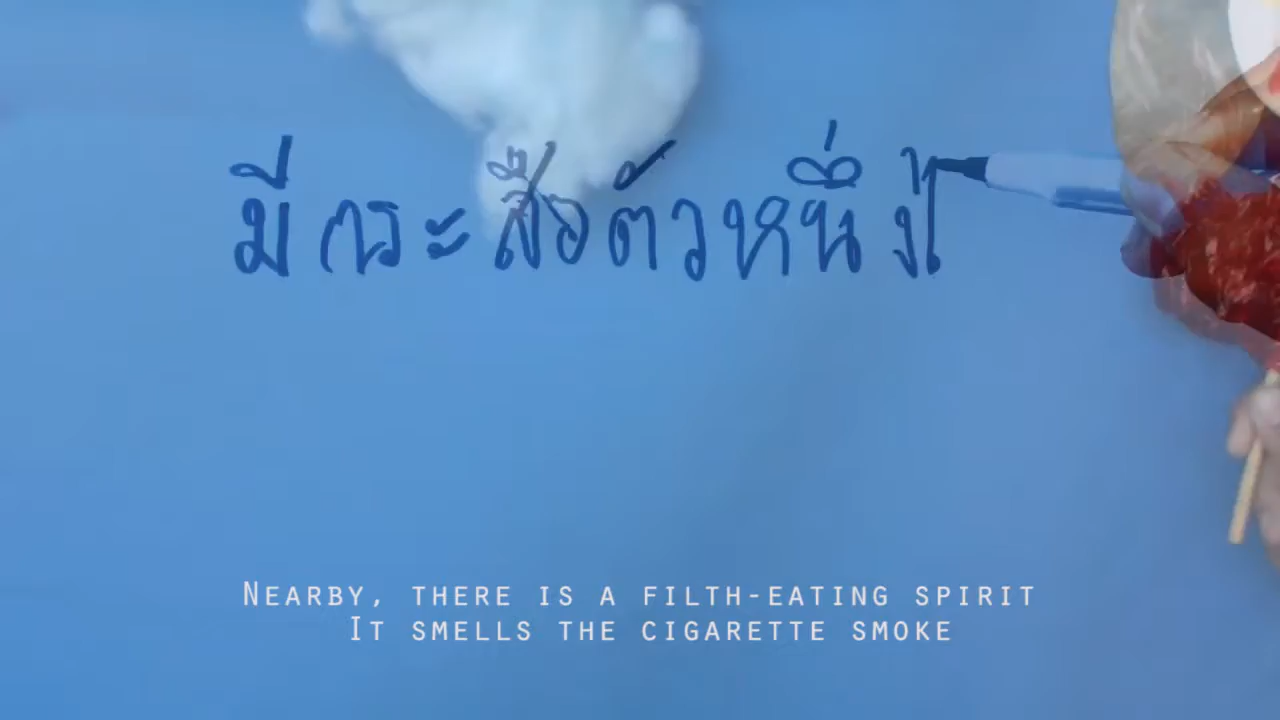 มีกระสือตัวหนึ่งไ
Nearby, there is a filth-eating spirit
It smells the cigarette smoke